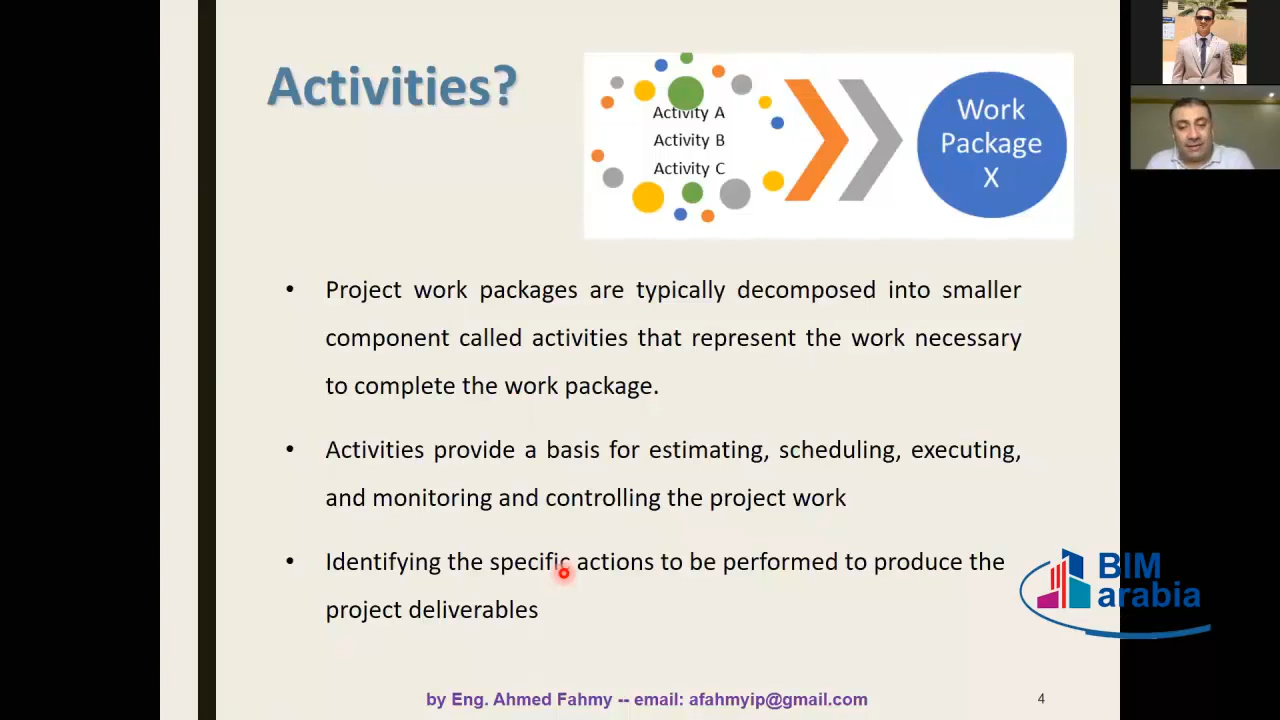 Activities?
Activity A
Activity B
Activity C
Work
Package
X
• Project work packages are typically decomposed into smaller
component called activities that represent the work necessary
to complete the work package.
• Activities provide a basis for estimating, scheduling, executing,
and monitoring and controlling the project work
• Identifying the specific actions to be performed to produce the
project deliverables
BIM
arabia
by Eng. Ahmed Fahmy -- email: afahmyip@gmail.com
4